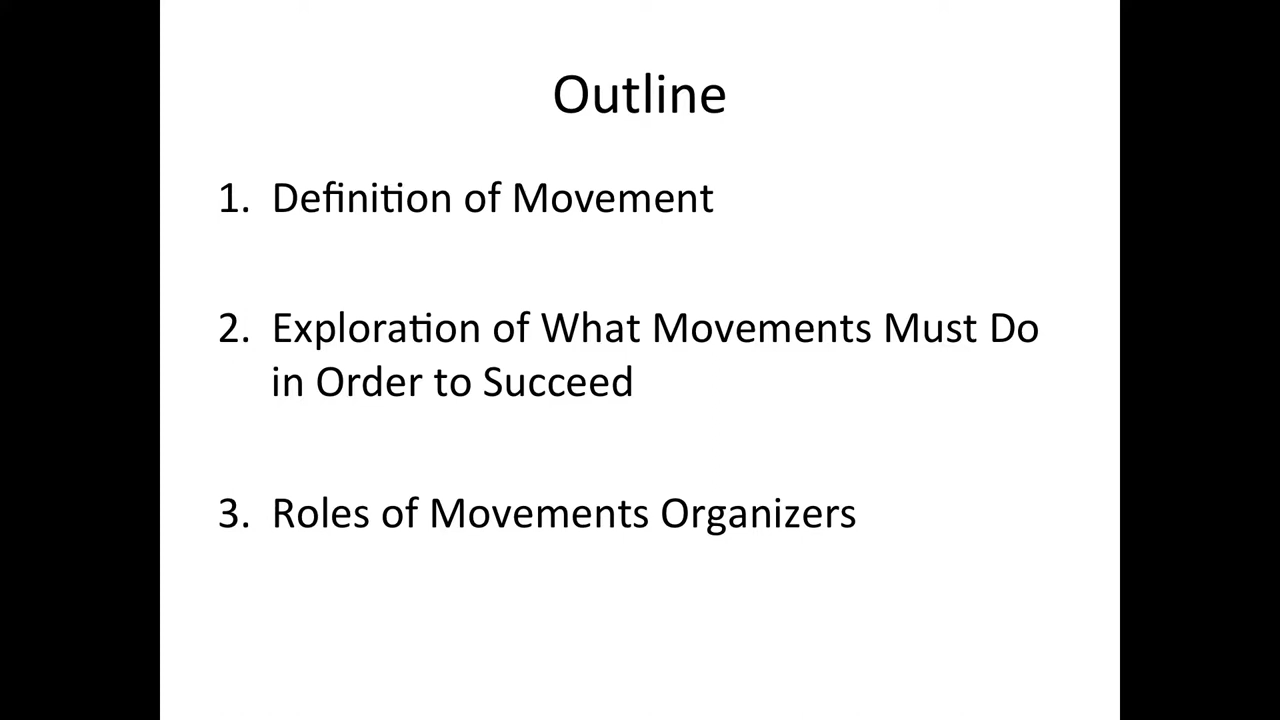 Outline
1. Definition of Movement
2. Exploration of What Movements Must Do
in Order to Succeed
3. Roles of Movements Organizers